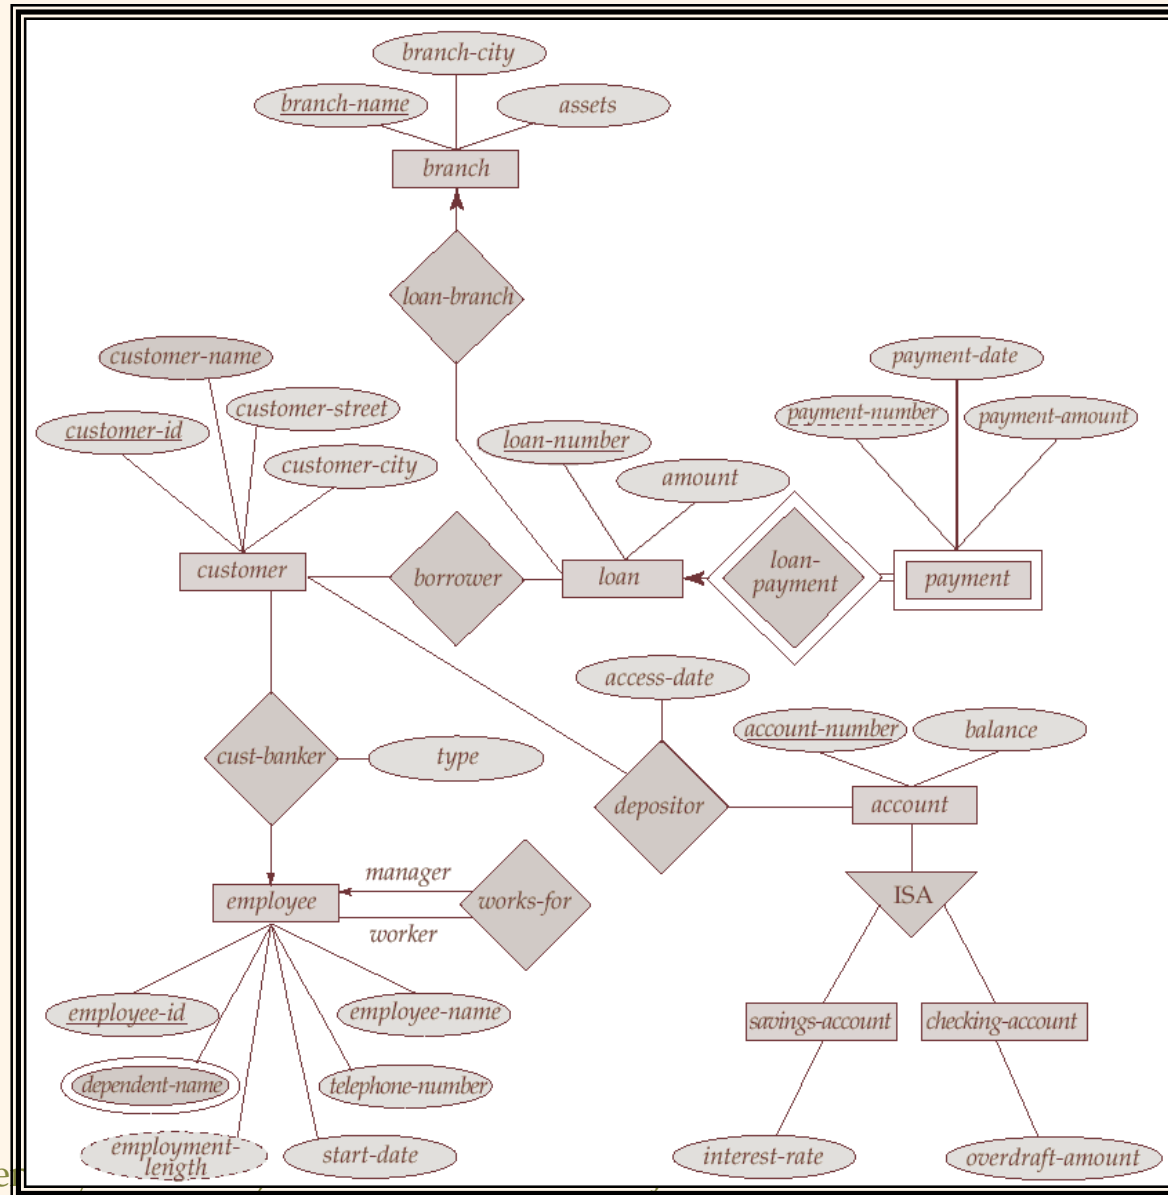 branch-city
branch-name
assets
branch
loan-branch
customer-name
payment-date
customer-street
payment-number
payment-amount
customer-id
loan-number
customer-city
amount
customer
borrower
loan
loan-
payment
payment
access-date
account-number
balance
cust-banker
type
depositor
account
manager
employee
works-for
worker
ISA
employee-id
employee-name
savings-account
checking-account
dependent-name
telephone-number
employment-
length
start-date
interest-rate
overdraft-amount